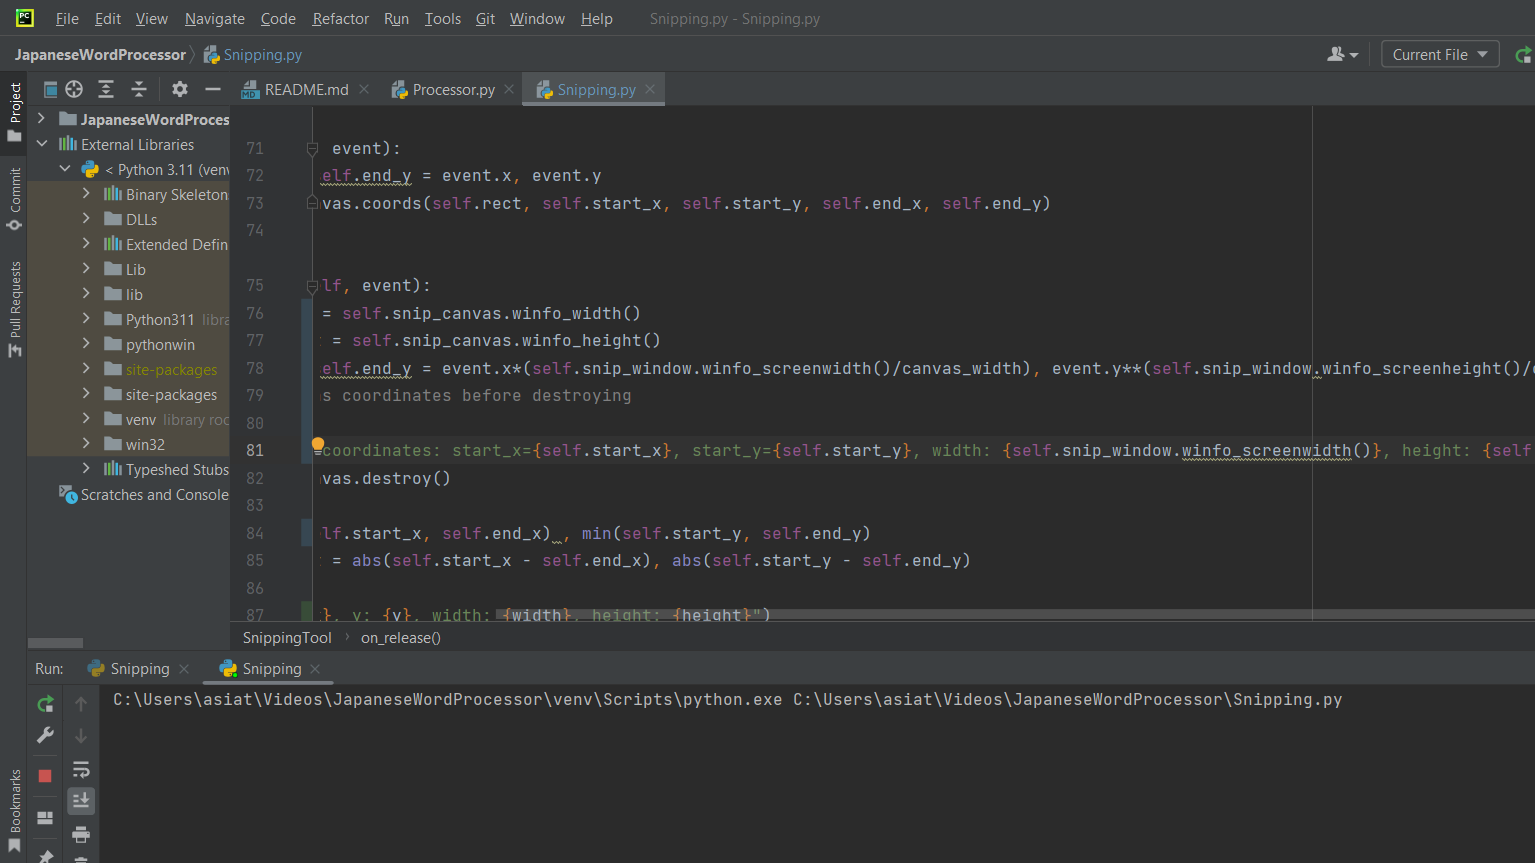 File Edit View Navigate Code Refactor Run Tools Git Window Help Snipping.py - Snipping.py
JapaneseWordProcessor Snipping.py Current File
README.md Processor.py Snipping.py
Project
Commit
Pull Requests
Bookmarks
JapaneseWordProces
External Libraries
< Python 3.11 (venv
Binary Skeleton
DLLs
Extended Defin
Lib
lib
Python311 libra
pythonwin
site-packages
site-packages
venv library roo
win32
Typeshed Stubs
Scratches and Console
71 event):
72 self.end_y = event.x, event.y
73 nvas.coords(self.rect, self.start_x, self.start_y, self.end_x, self.end_y)
74
75 lf, event):
76 = self.snip_canvas.winfo_width()
77 t = self.snip_canvas.winfo_height()
78 self.end_y = event.x*(self.snip_window.winfo_screenwidth()/canvas_width), event.y**(self.snip_window.winfo_screenheight()/c
79 as coordinates before destroying
80
81 coordinates: start_x={self.start_x}, start_y={self.start_y}, width: {self.snip_window.winfo_screenwidth()}, height: {self
82 nvas.destroy()
83
84 elf.start_x, self.end_x) , min(self.start_y, self.end_y)
85 t = abs(self.start_x - self.end_x), abs(self.start_y - self.end_y)
86
87 }, y: {y}, width: {width}, height: {height}")
SnippingTool on_release()
Run: Snipping Snipping
C:\Users\asiat\Videos\JapaneseWordProcessor\venv\Scripts\python.exe C:\Users\asiat\Videos\JapaneseWordProcessor\Snipping.py